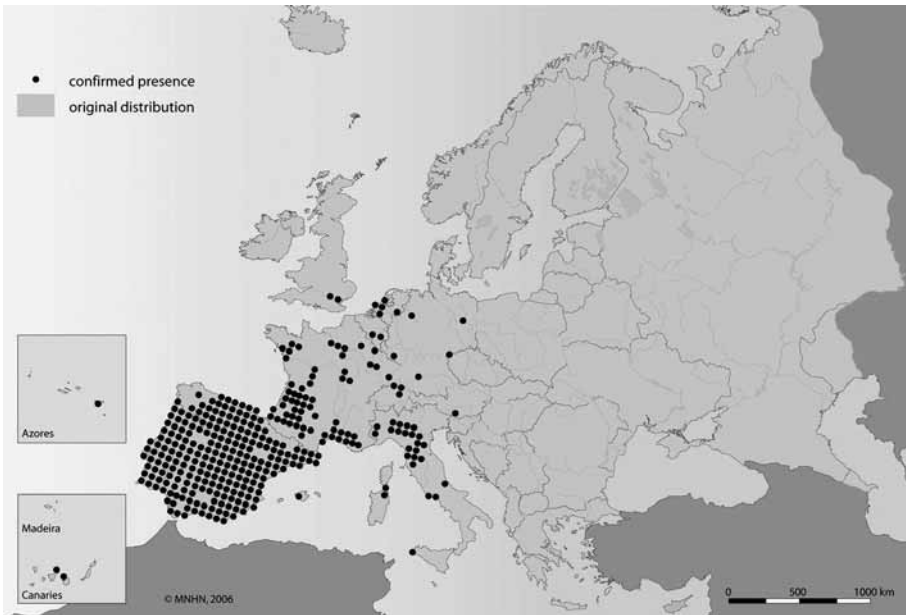 confirmed presence
original distribution
Azores
Madeira
Canaries
© MNHN, 2006
0 500 1000 km